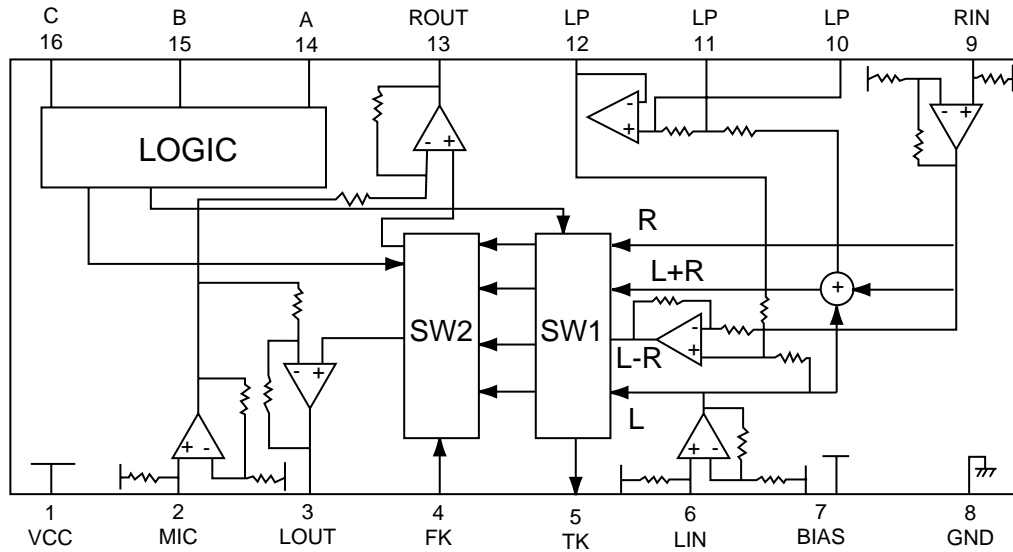 C B A ROUT LP LP LP RIN
16 15 14 13 12 11 10 9
- +
- +
-
+
LOGIC
R
L+R
+
SW2 SW1
-
+
L-R
- +
L
+ -
+ -
1 2 3 4 5 6 7 8
VCC MIC LOUT FK TK LIN BIAS GND